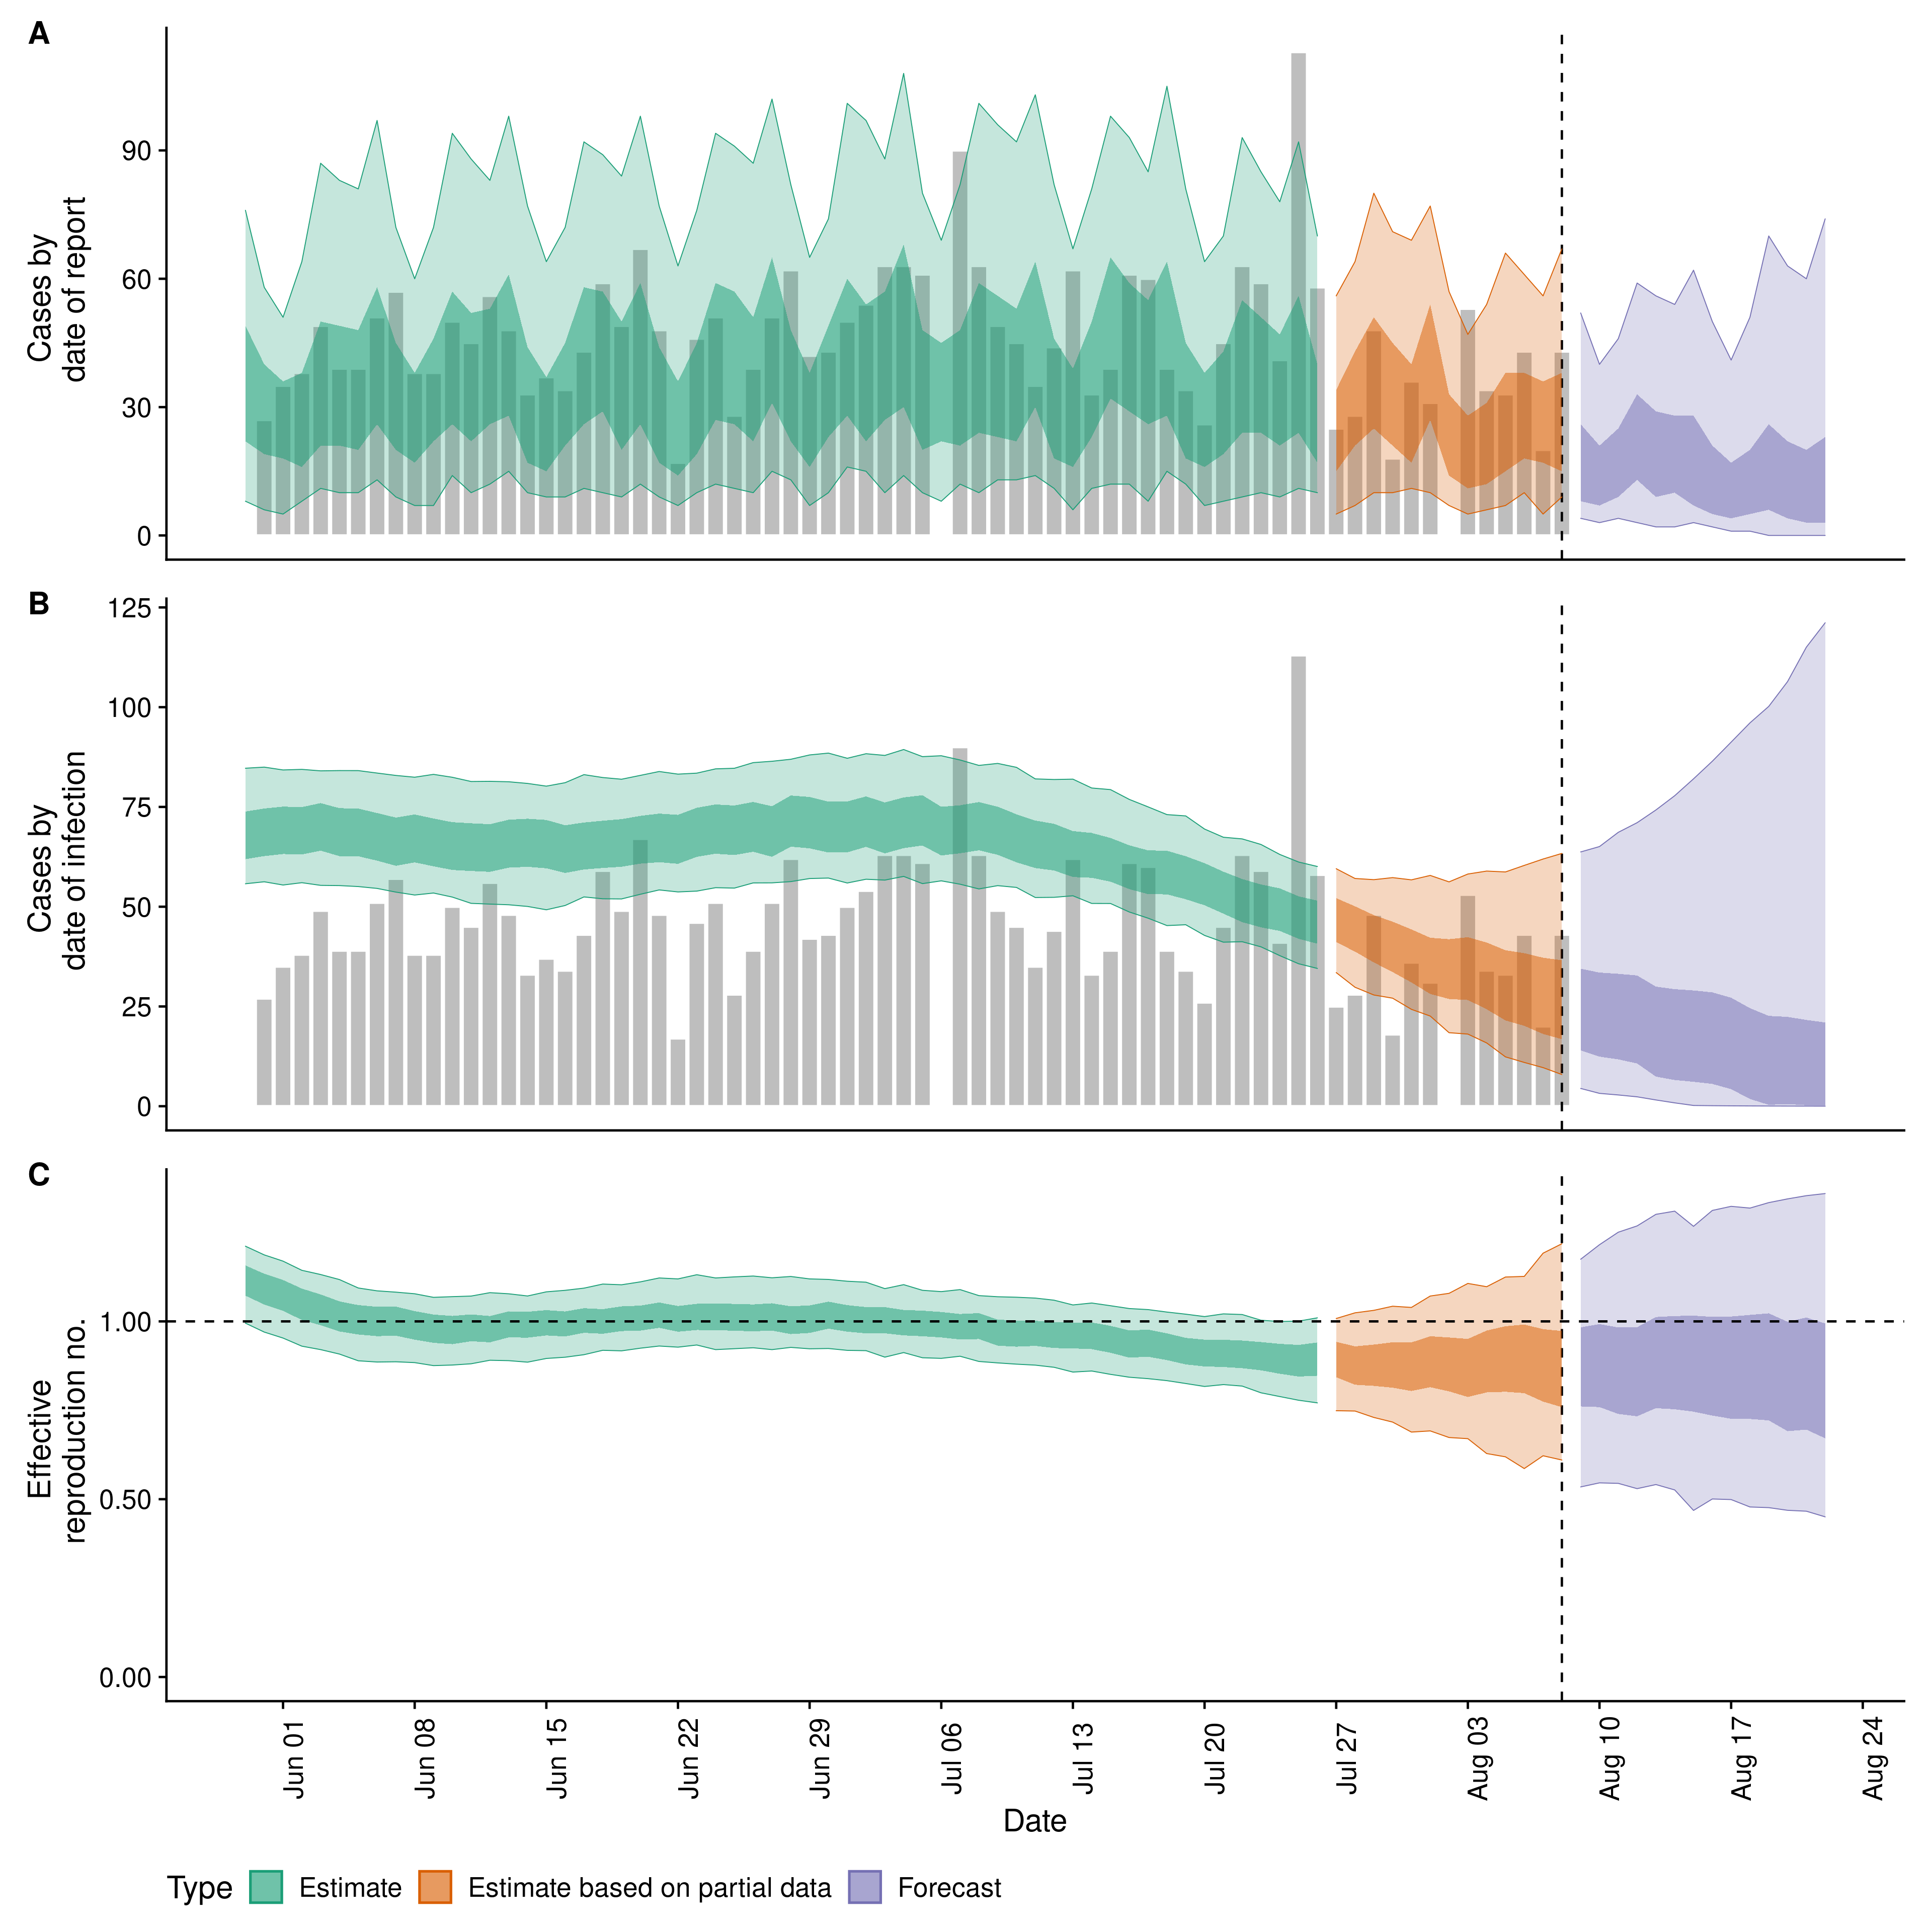 A
Cases by
date of report
90
60
30
0
B
Cases by
date of infection
125
100
75
50
25
0
C
Effective
reproduction no.
1.00
0.50
0.00
Jun 01
Jun 08
Jun 15
Jun 22
Jun 29
Jul 06
Jul 13
Jul 20
Jul 27
Aug 03
Aug 10
Aug 17
Aug 24
Date
Type Estimate Estimate based on partial data Forecast